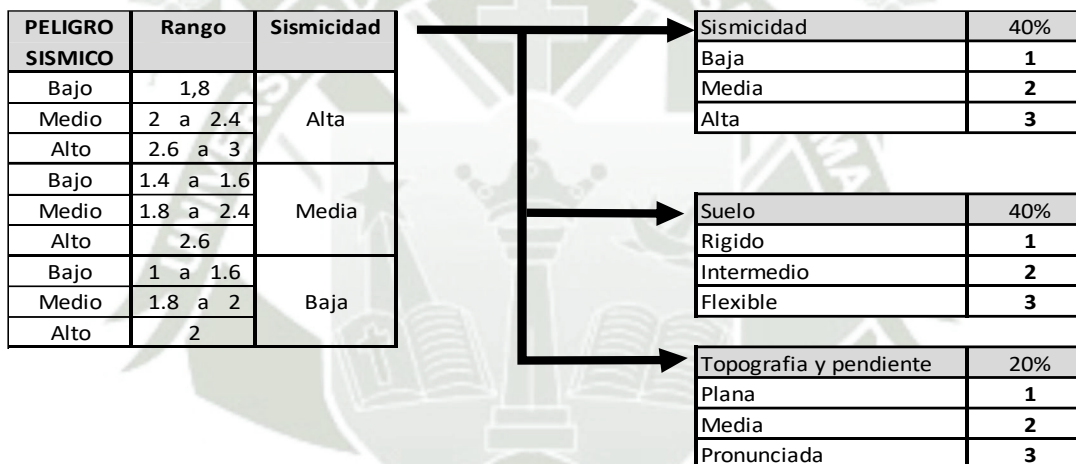 PELIGRO SISMICO Rango Sismicidad
Bajo 1,8
Medio 2 a 2.4 Alta
Alto 2.6 a 3
Bajo 1.4 a 1.6
Medio 1.8 a 2.4 Media
Alto 2.6
Bajo 1 a 1.6
Medio 1.8 a 2 Baja
Alto 2
Sismicidad 40%
Baja 1
Media 2
Alta 3
Suelo 40%
Rigido 1
Intermedio 2
Flexible 3
Topografia y pendiente 20%
Plana 1
Media 2
Pronunciada 3